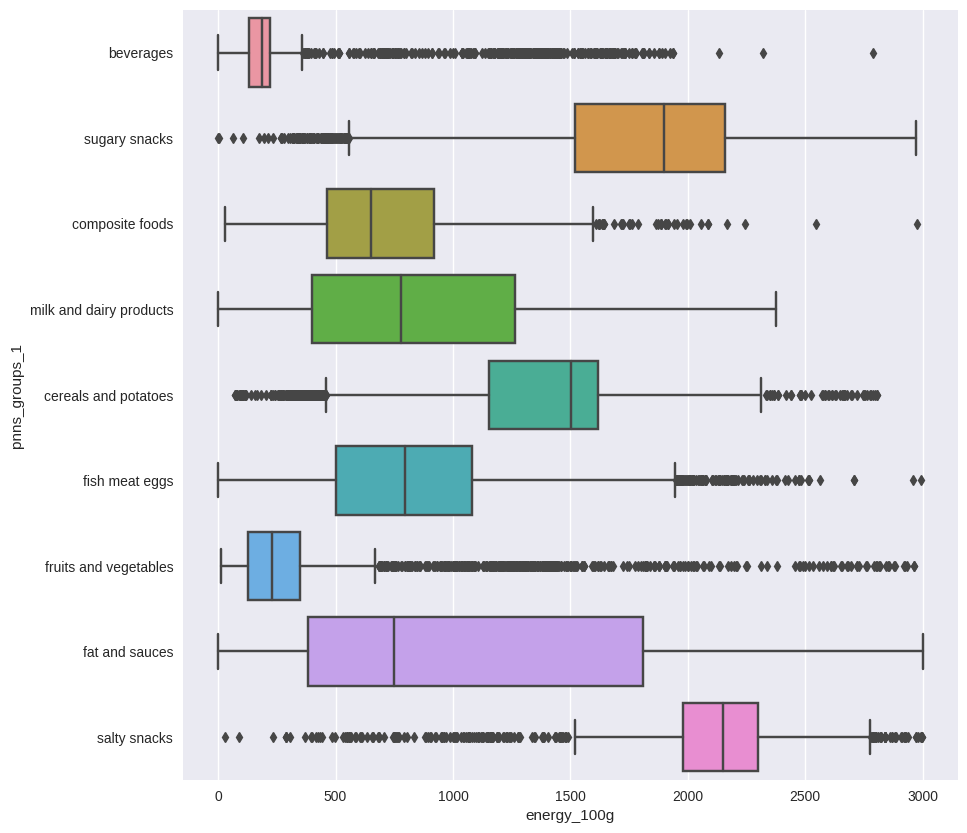 beverages
sugary snacks
composite foods
milk and dairy products
cereals and potatoes
fish meat eggs
fruits and vegetables
fat and sauces
salty snacks
pnns_groups_1
0 500 1000 1500 2000 2500 3000
energy_100g